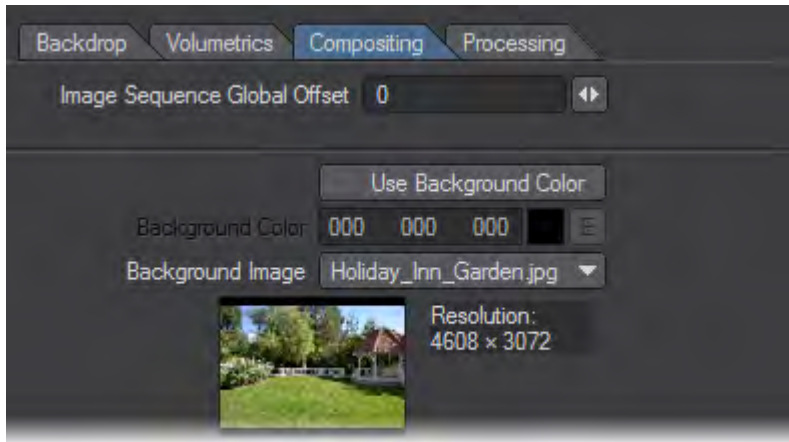 Backdrop Volumetrics Compositing Processing
Image Sequence Global Offset 0
Use Background Color
Background Color 000 000 000 E
Background Image Holiday_Inn_Garden.jpg
Resolution:
4608 × 3072